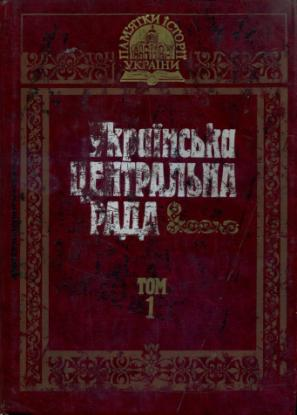 ПАМ'ЯТКИ ІСТОРІЇ
УКРАЇНИ
Українська
ЦЕНТРАЛЬНА
РАДА
ТОМ
1